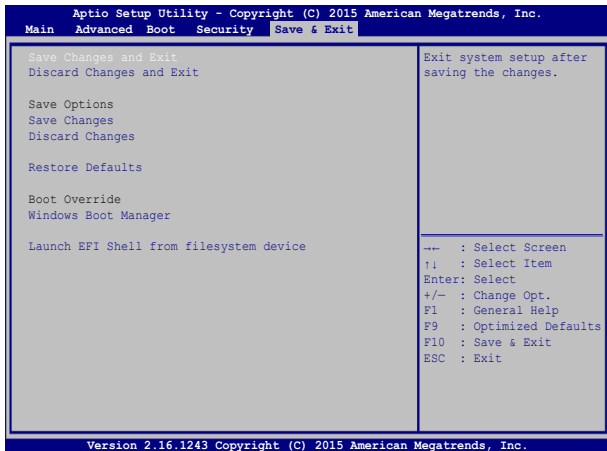 Aptio Setup Utility - Copyright (C) 2015 American Megatrends, Inc.
Main Advanced Boot Security Save & Exit
Save Changes and Exit
Discard Changes and Exit
Save Options
Save Changes
Discard Changes
Restore Defaults
Boot Override
Windows Boot Manager
Launch EFI Shell from filesystem device
Exit system setup after
saving the changes.
→← : Select Screen
↑↓ : Select Item
Enter: Select
+/— : Change Opt.
F1 : General Help
F9 : Optimized Defaults
F10 : Save & Exit
ESC : Exit
Version 2.16.1243 Copyright (C) 2015 American Megatrends, Inc.